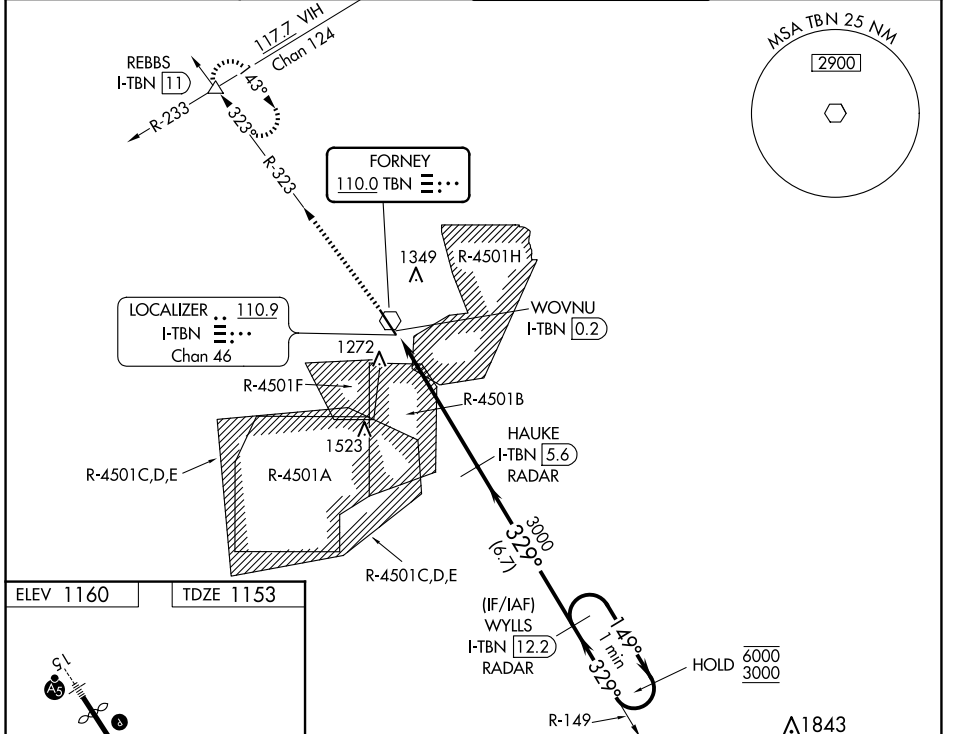 117.7 VIH
Chan 124
MSA TBN 25 NM
2900
REBBS
I-TBN 11
143°
323°
R-233
R-323
FORNEY
110.0 TBN
1349
R-4501H
LOCALIZER 110.9
I-TBN
Chan 46
WOVNU
I-TBN 0.2
1272
R-4501F
R-4501B
1523
HAUKE
I-TBN 5.6
RADAR
R-4501C,D,E
R-4501A
3000
329°
(6.7)
R-4501C,D,E
ELEV 1160
TDZE 1153
(IF/IAF)
WYLLS
I-TBN 12.2
RADAR
149°
1 min
329°
HOLD 6000
3000
R-149
1843
15
A5